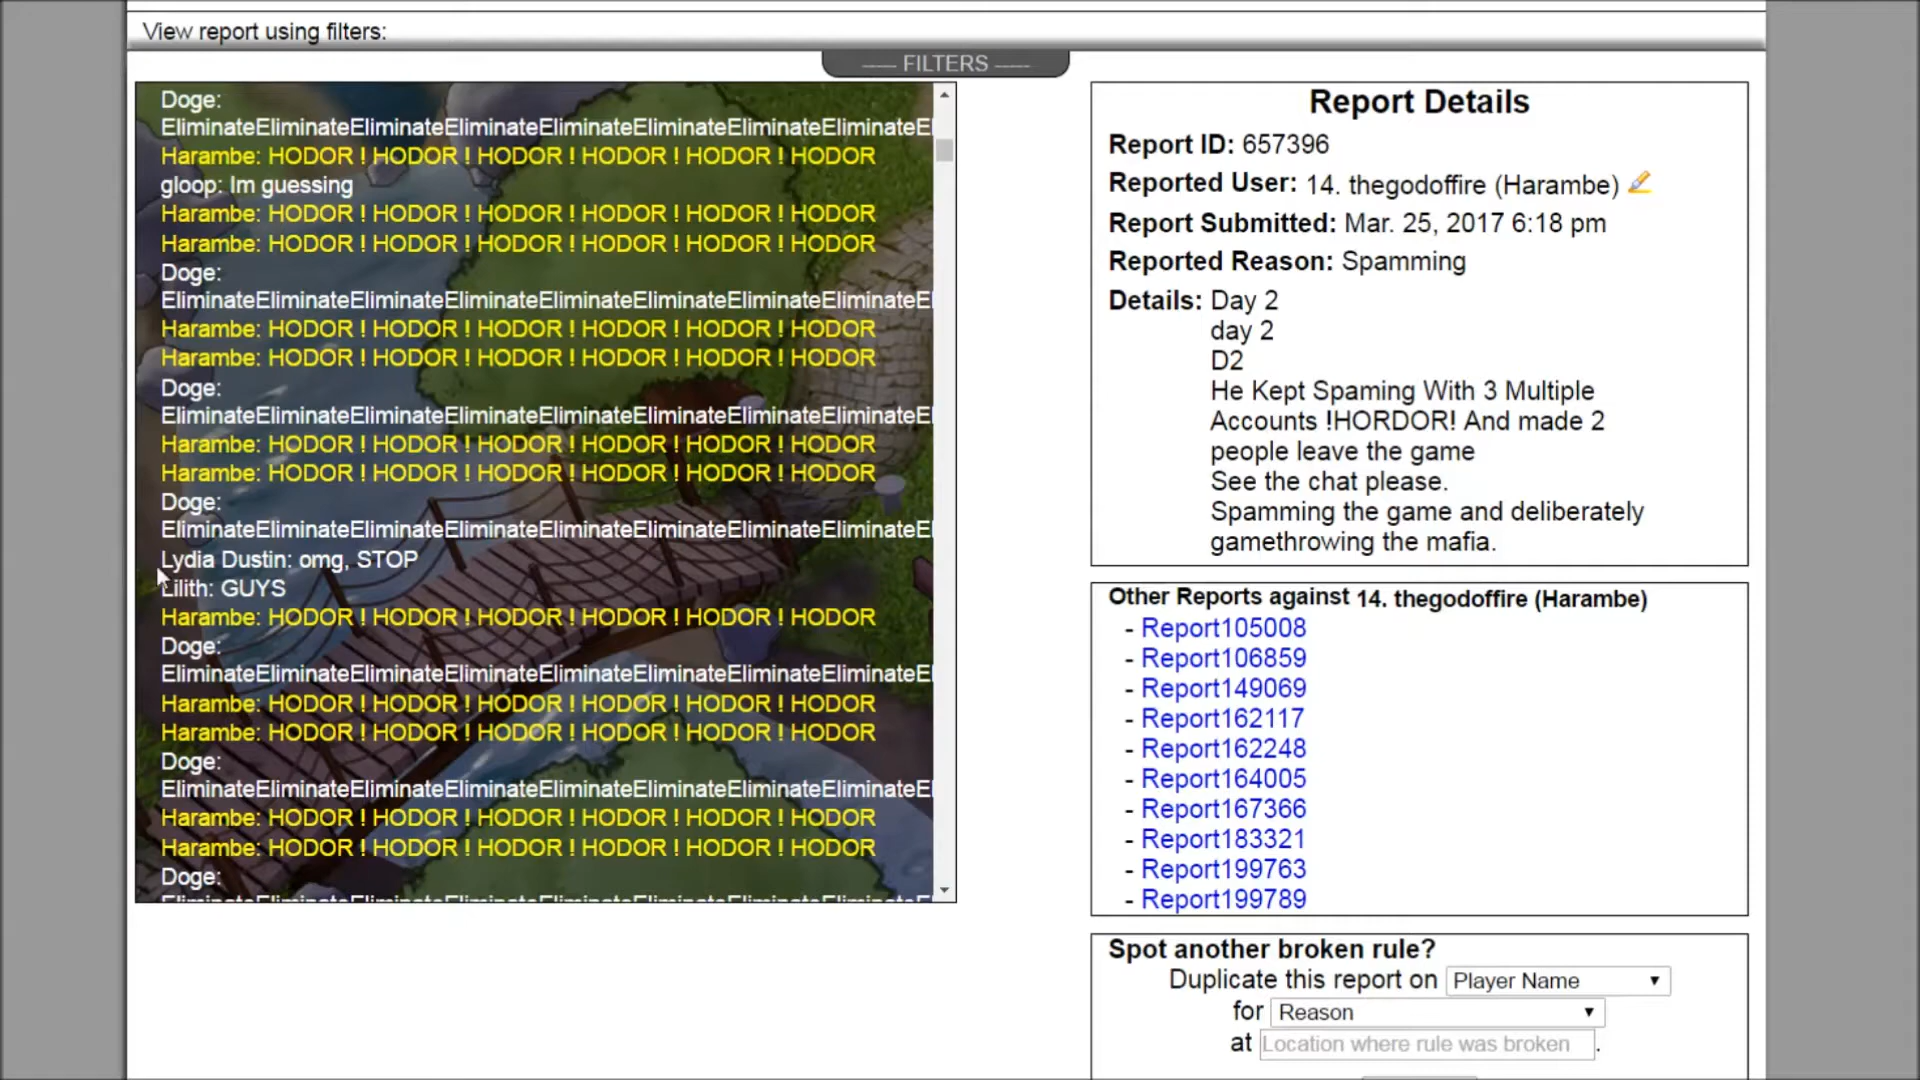 View report using filters:
FILTERS
Doge:
EliminateEliminateEliminateEliminateEliminateEliminateEliminateEliminateE
Harambe: HODOR ! HODOR ! HODOR ! HODOR ! HODOR ! HODOR
gloop: Im guessing
Harambe: HODOR ! HODOR ! HODOR ! HODOR ! HODOR ! HODOR
Harambe: HODOR ! HODOR ! HODOR ! HODOR ! HODOR ! HODOR
Doge:
EliminateEliminateEliminateEliminateEliminateEliminateEliminateEliminateE
Harambe: HODOR ! HODOR ! HODOR ! HODOR ! HODOR ! HODOR
Harambe: HODOR ! HODOR ! HODOR ! HODOR ! HODOR ! HODOR
Doge:
EliminateEliminateEliminateEliminateEliminateEliminateEliminateEliminateE
Harambe: HODOR ! HODOR ! HODOR ! HODOR ! HODOR ! HODOR
Harambe: HODOR ! HODOR ! HODOR ! HODOR ! HODOR ! HODOR
Doge:
EliminateEliminateEliminateEliminateEliminateEliminateEliminateEliminateE
Lydia Dustin: omg, STOP
Lilith: GUYS
Harambe: HODOR ! HODOR ! HODOR ! HODOR ! HODOR ! HODOR
Doge:
EliminateEliminateEliminateEliminateEliminateEliminateEliminateEliminateE
Harambe: HODOR ! HODOR ! HODOR ! HODOR ! HODOR ! HODOR
Harambe: HODOR ! HODOR ! HODOR ! HODOR ! HODOR ! HODOR
Doge:
EliminateEliminateEliminateEliminateEliminateEliminateEliminateEliminateE
Harambe: HODOR ! HODOR ! HODOR ! HODOR ! HODOR ! HODOR
Harambe: HODOR ! HODOR ! HODOR ! HODOR ! HODOR ! HODOR
Doge:
Report Details
Report ID: 657396
Reported User: 14. thegodoffire (Harambe)
Report Submitted: Mar. 25, 2017 6:18 pm
Reported Reason: Spamming
Details: Day 2
day 2
D2
He Kept Spaming With 3 Multiple
Accounts !HORDOR! And made 2
people leave the game
See the chat please.
Spamming the game and deliberately
gamethrowing the mafia.
Other Reports against 14. thegodoffire (Harambe)
- Report105008
- Report106859
- Report149069
- Report162117
- Report162248
- Report164005
- Report167366
- Report183321
- Report199763
- Report199789
Spot another broken rule?
Duplicate this report on Player Name
for Reason
at Location where rule was broken .